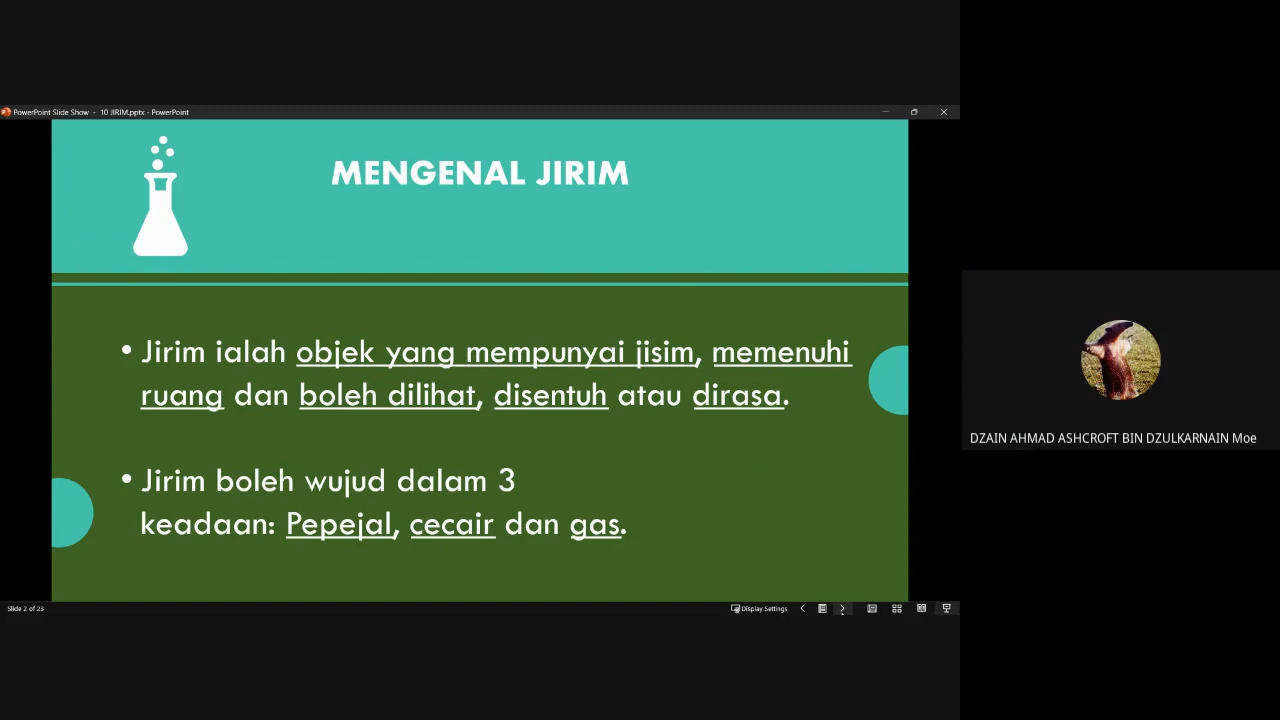 PowerPoint Slide Show - 10 JIRIM.pptx - PowerPoint
MENGENAL JIRIM
• Jirim ialah objek yang mempunyai jisim, memenuhi
ruang dan boleh dilihat, disentuh atau dirasa.
• Jirim boleh wujud dalam 3
keadaan: Pepejal, cecair dan gas.
DZAIN AHMAD ASHCROFT BIN DZULKARNAIN Moe
Slide 2 of 23
Display Settings